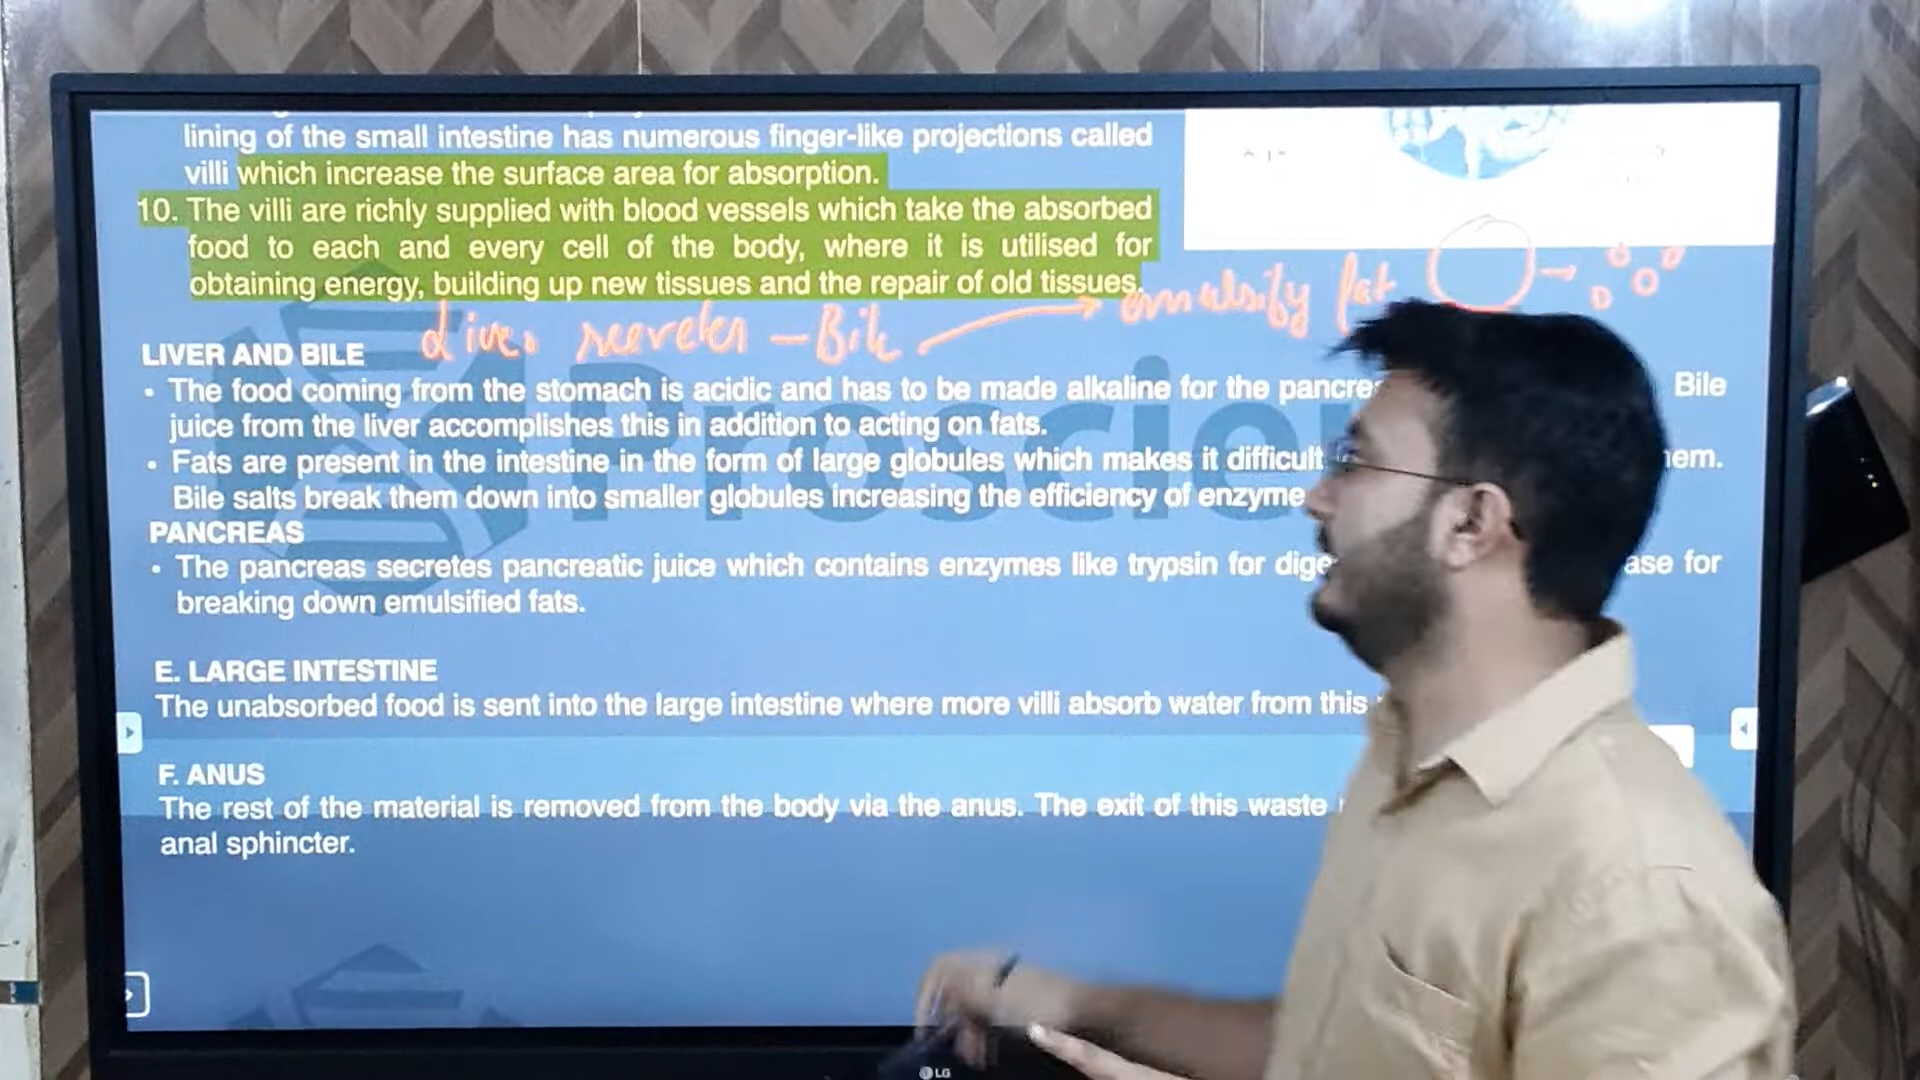 lining of the small intestine has numerous finger-like projections called
villi which increase the surface area for absorption.
10. The villi are richly supplied with blood vessels which take the absorbed
food to each and every cell of the body, where it is utilised for
obtaining energy, building up new tissues and the repair of old tissues.
Liver secretes - Bile → emulsify fat
LIVER AND BILE
• The food coming from the stomach is acidic and has to be made alkaline for the Bile
juice from the liver accomplishes this in addition to acting on fats.
• Fats are present in the intestine in the form of large globules which makes it difficult
Bile salts break them down into smaller globules increasing the efficiency of enzyme
PANCREAS
• The pancreas secretes pancreatic juice which contains enzymes like trypsin for for
breaking down emulsified fats.
E. LARGE INTESTINE
The unabsorbed food is sent into the large intestine where more villi absorb water from this
F. ANUS
The rest of the material is removed from the body via the anus. The exit of this waste
anal sphincter.
LG